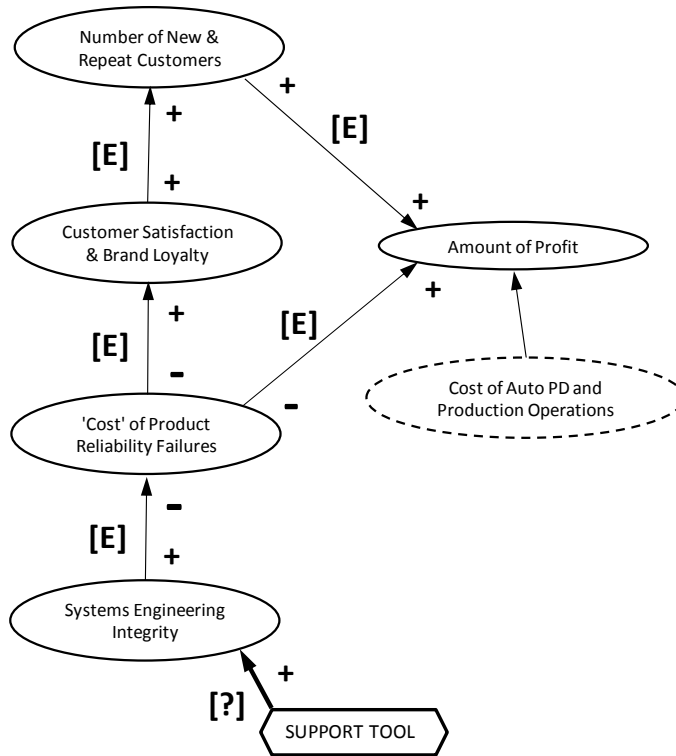 Number of New &
Repeat Customers
+
+
[E]
[E]
+
+
Customer Satisfaction
& Brand Loyalty
Amount of Profit
+
+
[E]
[E]
-
-
Cost of Auto PD and
Production Operations
'Cost' of Product
Reliability Failures
-
[E]
+
Systems Engineering
Integrity
+
[?]
SUPPORT TOOL